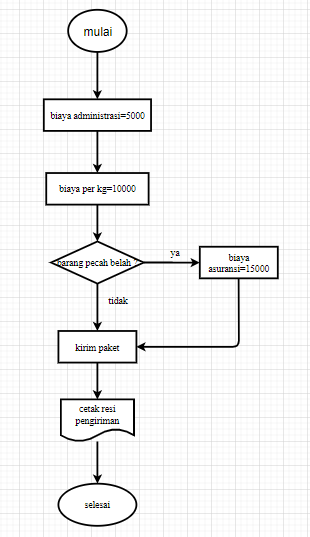 mulai
biaya administrasi=5000
biaya per kg=10000
barang pecah belah ?
ya
biaya
asuransi=15000
tidak
kirim paket
cetak resi
pengiriman
selesai